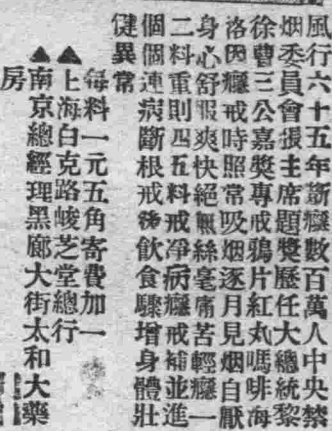 風行六十五年斷癮數百萬人中央禁
烟委員會張主席題獎歷任大總統黎
徐曹三公嘉獎專戒鴉片紅丸嗎啡海
洛因癮戒時照常吸烟逐月見烟自厭
身心舒服爽快絕無絲毫痛苦輕癮一
二料重則四五料戒淨病癮戒補並進
個個連病斷根戒後飲食驟增身體壯
健異常
每料一元五角寄費加一
▲上海白克路峻芝堂總行
▲南京總經理黑廊大街太和大藥
房